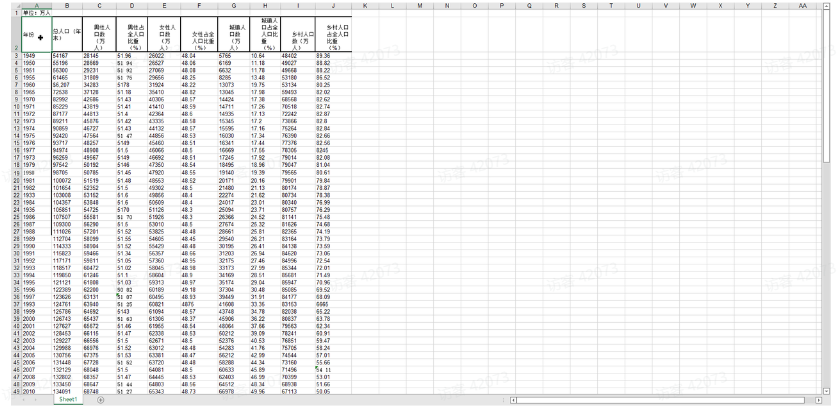 A B C D E F G H I J K L M N O P Q R S T U V W X Y Z AA
1 单位：万人
2 年份 总人口（年末） 男性人口数（万人） 男性占全人口比重（%） 女性人口数（万人） 女性占全人口比重（%） 城镇人口数（万人） 城镇人口占全人口比重（%） 乡村人口数（万人） 乡村人口占全人口比重（%）
3 1949 54167 28145 51.96 26022 48.04 5765 10.64 48402 89.36
4 1950 55196 28669 51.94 26527 48.06 6169 11.18 49027 88.82
5 1951 56300 29231 51.92 27069 48.08 6632 11.78 49668 88.22
6 1955 61465 31809 51.75 29656 48.25 8285 13.48 53180 86.52
7 1960 34283 5178 31924 48.22 13073 19.75 53134 80.25
8 1965 72538 37128 51.18 35410 48.82 13045 17.98 59493 82.02
9 1970 82992 42686 51.43 40306 48.57 14424 17.38 68568 82.62
10 1971 85229 43819 51.41 41410 48.59 14711 17.26 70518 82.74
11 1972 87177 44813 51.4 42364 48.6 14935 17.13 72242 82.87
12 1973 89211 45876 51.42 43335 48.58 15345 17.2 73866 82.8
13 1974 90859 46727 51.43 44132 48.57 15595 17.16 75264 82.84
14 1975 92420 47564 51.47 44856 48.53 16030 17.34 76390 82.66
15 1976 93717 48257 5149 45460 48.51 16341 17.44 77376 82.56
16 1977 94974 48908 51.5 46066 48.5 16669 17.55 78305
17 1978 96259 49567 5149 46692 48.51 17245 17.92 79014 82.08
18 1979 97542 50192 5146 47350 48.54 18495 18.96 79047 81.04
19 1980 98705 50785 51.45 47920 48.55 19140 19.39 79565 80.61
20 1981 100072 51519 51.48 48553 48.52 20171 20.16 79901 79.84
21 1982 101654 52352 51.5 49302 48.5 21480 21.13 80174 78.87
22 1983 103008 53152 51.6 49856 48.4 22274 21.62 80734 78.38
23 1984 104357 53848 51.6 50509 48.4 24017 23.01 80340 76.99
24 1985 105851 54725 5170 51126 48.3 25094 23.71 80757 76.29
25 1986 107507 55581 51.70 51926 48.3 26366 24.52 81141 75.48
26 1987 109300 56290 51.5 53010 48.5 27674 25.32 81626 74.68
27 1988 111026 57201 51.52 53825 48.48 28661 25.81 82365 74.19
28 1989 112704 58099 51.55 54605 48.45 29540 26.21 83164 73.79
29 1990 114333 58904 51.52 55429 48.48 30195 26.41 84138 73.59
30 1991 115823 59466 51.34 56357 48.66 31203 26.94 84620 73.06
31 1992 117171 59811 51.05 57360 48.95 32175 27.46 84996 72.54
32 1993 118517 60472 51.02 58045 48.98 33173 27.99 85344 72.01
33 1994 119850 61246 51.1 58604 48.9 34169 28.51 85681 71.49
34 1995 121121 61808 51.03 59313 48.97 35174 29.04 85947 70.96
35 1996 122389 62200 50.82 60189 49.18 37304 30.48 85085 69.52
36 1997 123626 63131 51.07 60495 48.93 39449 31.91 84177 68.09
37 124761 63940 51.25 60821 4875 41608 33.35 83153
38 1999 125786 64692 5143 61094 48.57 43748 34.78 82038 65.22
39 2000 126743 65437 51.63 61306 48.37 45906 36.22 80837 63.78
40 2001 127627 65672 51.46 61955 48.54 48064 37.66 79563 62.34
41 2002 128453 66115 51.47 62338 48.53 50212 39.09 78241 60.91
42 2003 129227 66556 51.5 62671 48.5 52376 40.53 76851 59.47
43 2004 129988 66976 51.52 63012 48.48 54283 41.76 75705 58.24
44 2005 130756 67375 51.53 63381 48.47 56212 42.99 74544 57.01
45 2006 131448 67728 51.52 63720 48.48 58288 44.34 73160 55.66
46 2007 132129 68048 51.5 64081 48.5 60633 45.89 71496 54.11
47 2008 132802 68357 51.47 64445 48.53 62403 46.99 70399 53.01
48 2009 133450 68647 51.44 64803 48.56 64512 48.34 68938 51.66
49 2010 134091 68748 51.27 65343 48.73 66978 49.95 67113 50.05
Sheet1